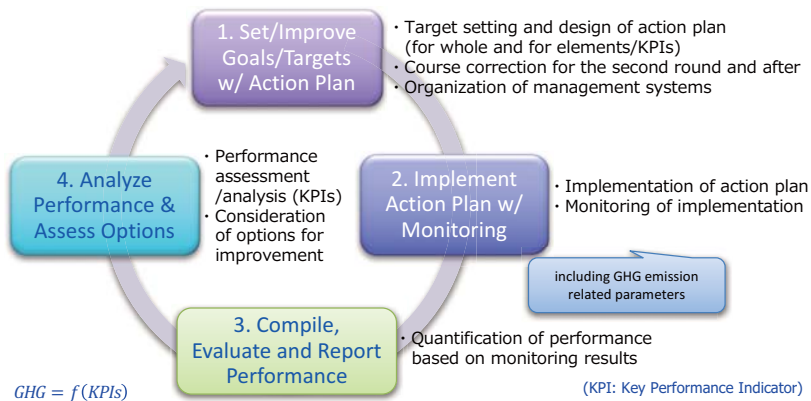 1. Set/Improve
Goals/Targets
w/ Action Plan
・Target setting and design of action plan
(for whole and for elements/KPIs)
・Course correction for the second round and after
・Organization of management systems
2. Implement
Action Plan w/
Monitoring
・Implementation of action plan
・Monitoring of implementation
including GHG emission
related parameters
3. Compile,
Evaluate and Report
Performance
・Quantification of performance
based on monitoring results
4. Analyze
Performance &
Assess Options
・Performance
assessment
/analysis (KPIs)
・Consideration
of options for
improvement
GHG = f(KPIs)
(KPI: Key Performance Indicator)